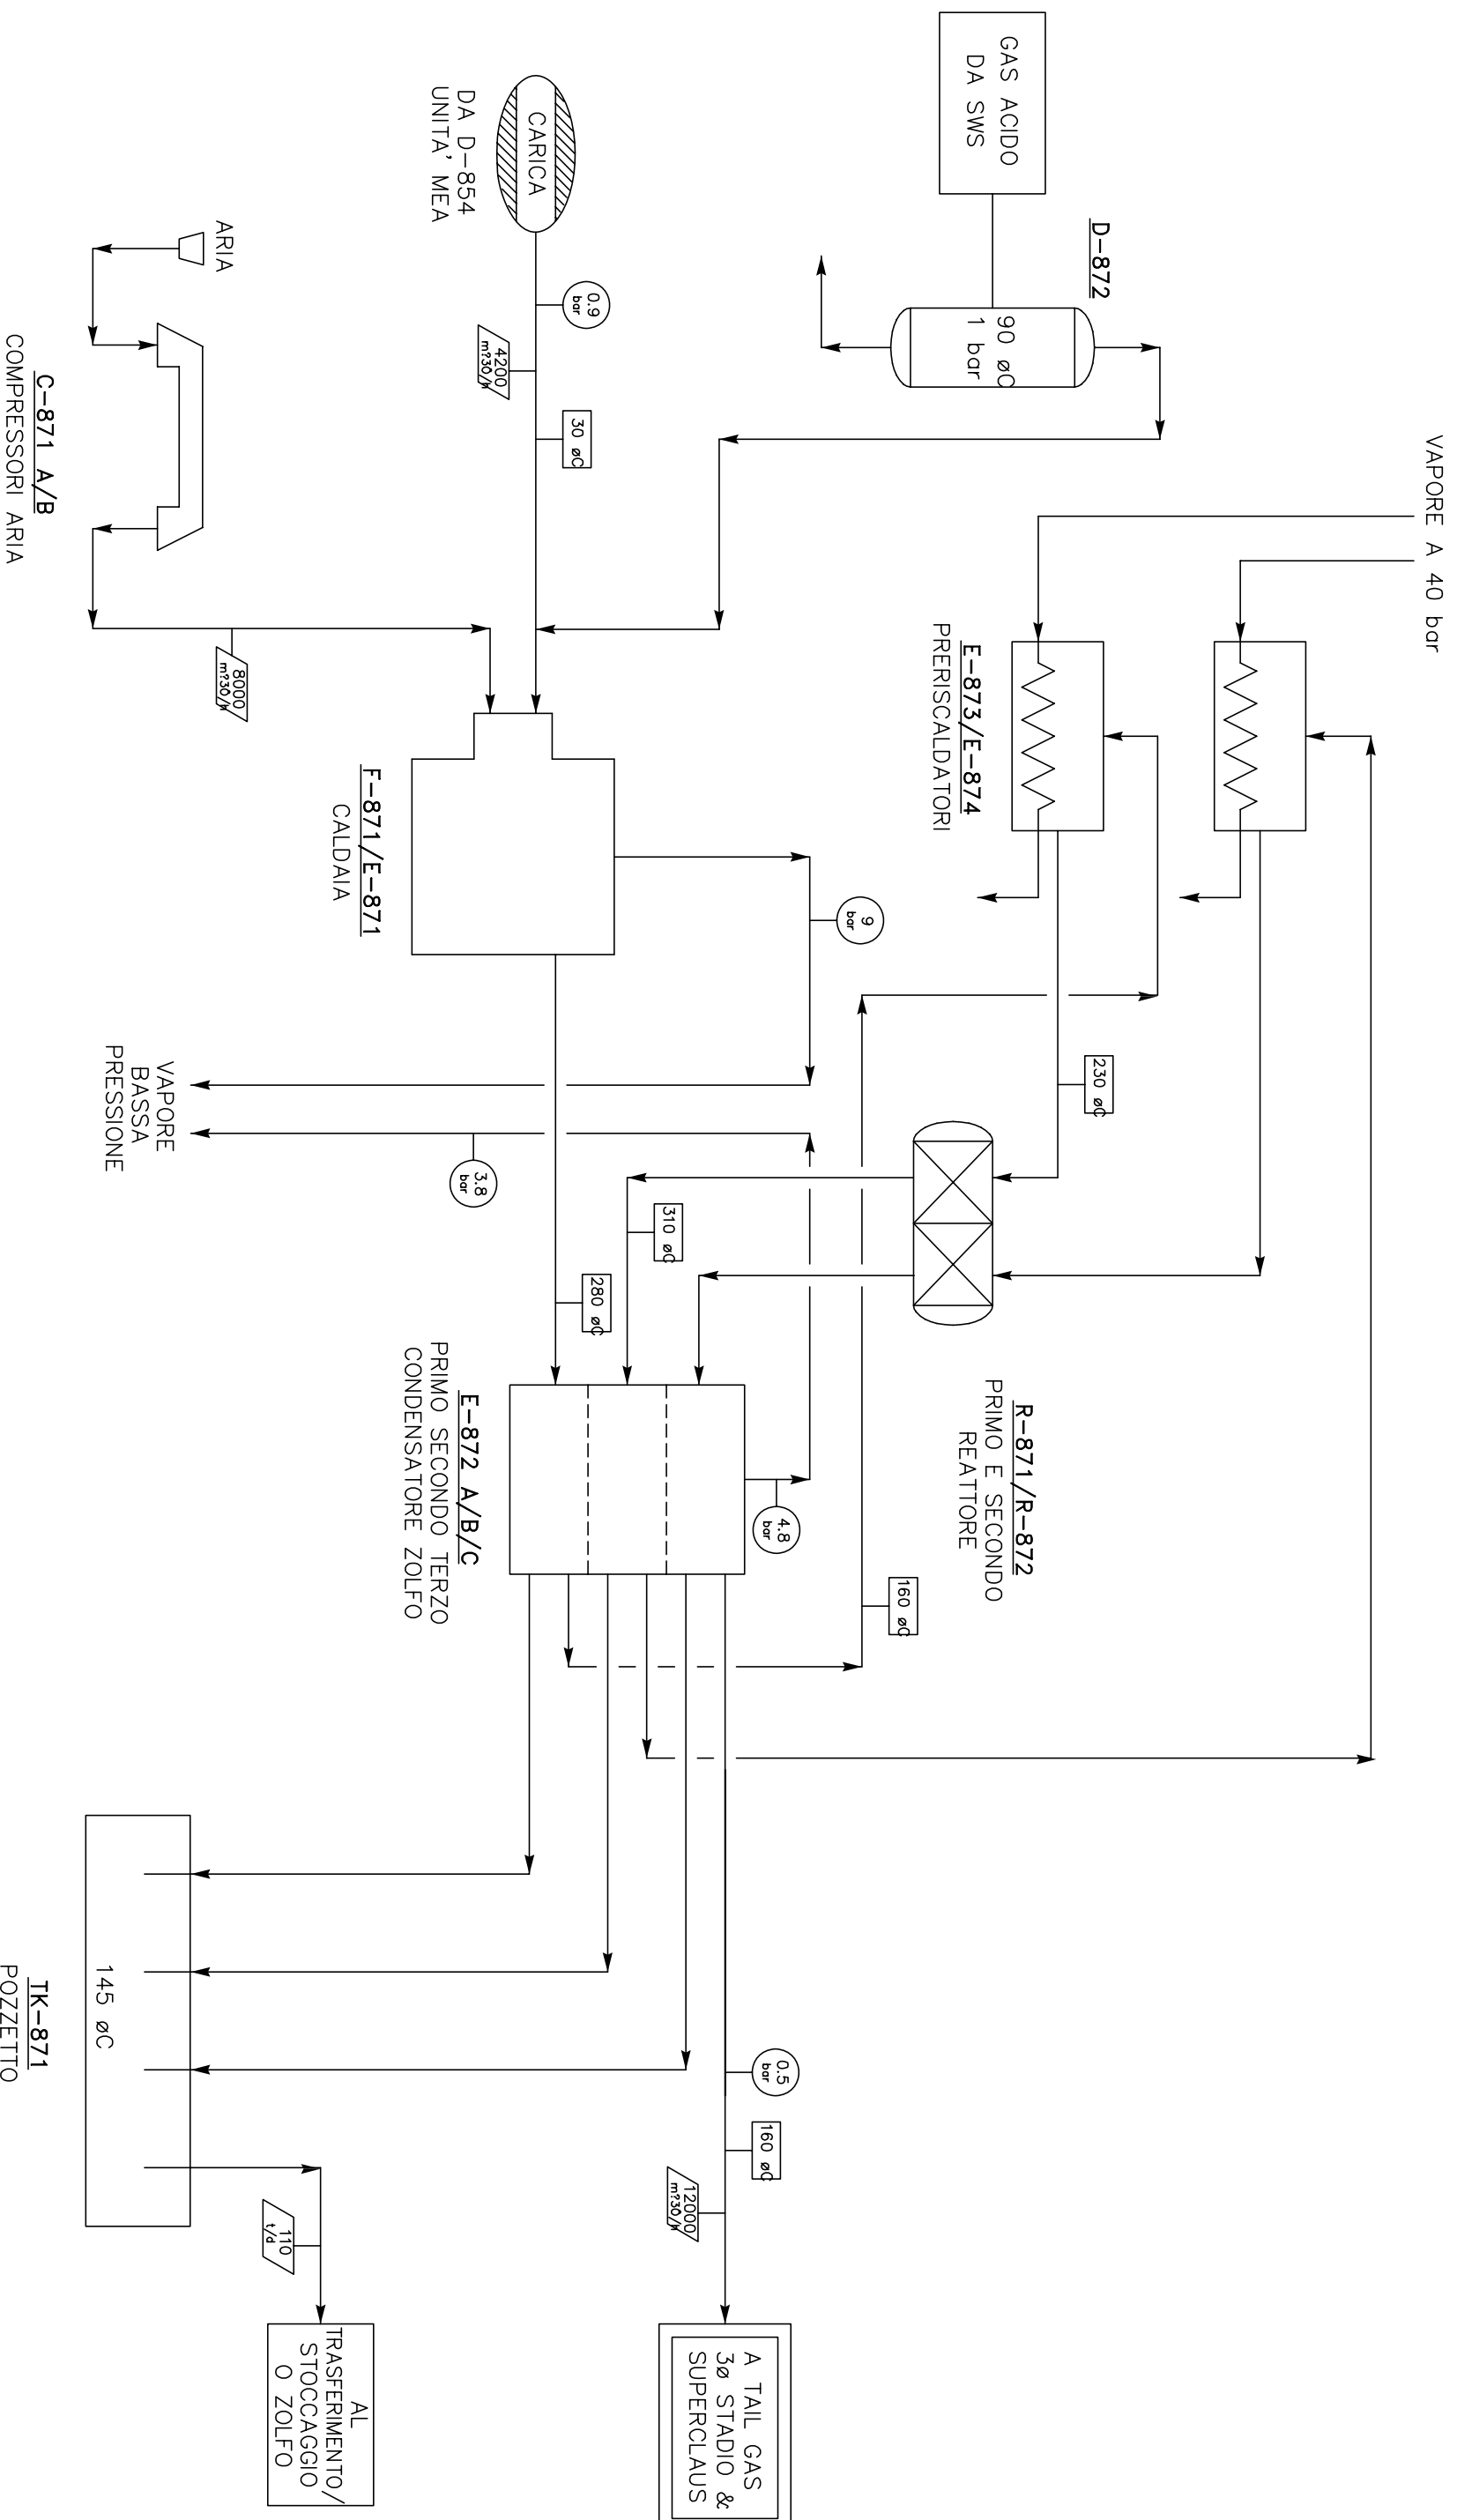 GAS ACIDO
DA SWS
D-872
90 øC
1 bar
VAPORE A 40 bar
CARICA
DA D-854
UNITA' MEA
0.9
bar
4200
m?30/h
30 øC
ARIA
C-871 A/B
COMPRESSORI ARIA
8000
m?30/h
E-873/E-874
PRERISCALDATORI
F-871/E-871
CALDAIA
9
bar
230 øC
VAPORE
BASSA
PRESSIONE
3.8
bar
310 øC
280 øC
R-871/R-872
PRIMO E SECONDO
REATTORE
E-872 A/B/C
PRIMO SECONDO TERZO
CONDENSATORE ZOLFO
4.8
bar
160 øC
145 øC
TK-871
POZZETTO
0.5
bar
160 øC
12000
m?30/h
110
t/d
A TAIL GAS
3ø STADIO &
SUPERCLAUS
AL
TRASFERIMENTO/
STOCCAGGIO
O ZOLFO